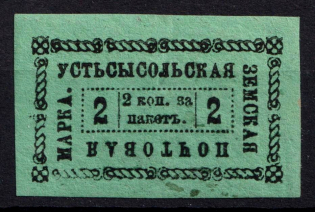 УСТЬСЫСОЛЬСКАЯ
ЗЕМСКАЯ
ПОЧТОВАЯ
МАРКА.
2
2 коп. за
пакетъ.
2